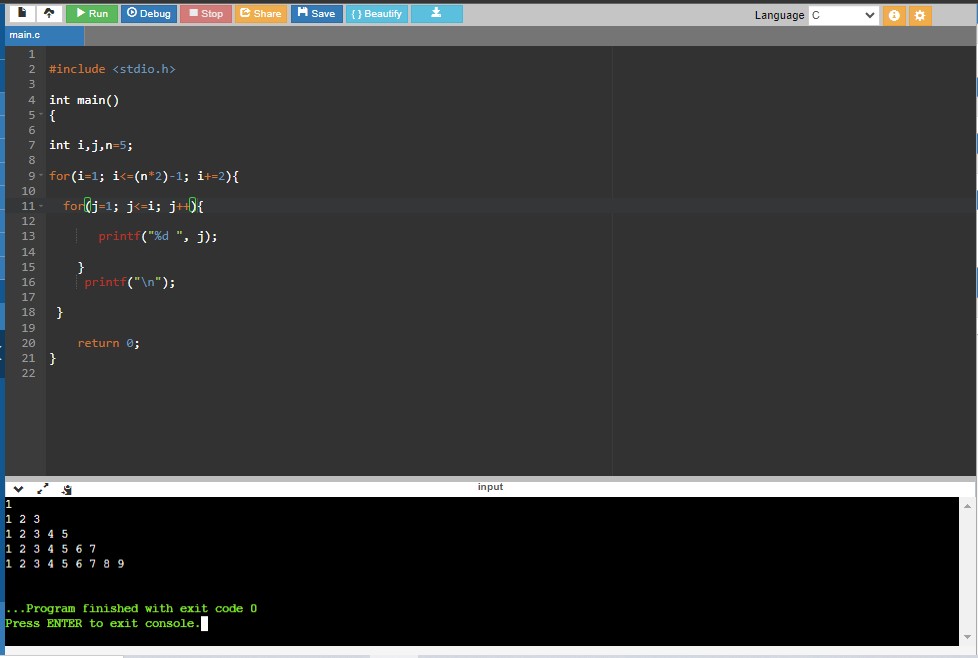 Run Debug Stop Share Save { } Beautify Language C
main.c
1
2 #include <stdio.h>
3
4 int main()
5 {
6
7 int i,j,n=5;
8
9 for(i=1; i<=(n*2)-1; i+=2){
10
11 for(j=1; j<=i; j++){
12
13 printf("%d ", j);
14
15 }
16 printf("\n");
17
18 }
19
20 return 0;
21 }
22
input
1
1 2 3
1 2 3 4 5
1 2 3 4 5 6 7
1 2 3 4 5 6 7 8 9
...Program finished with exit code 0
Press ENTER to exit console.